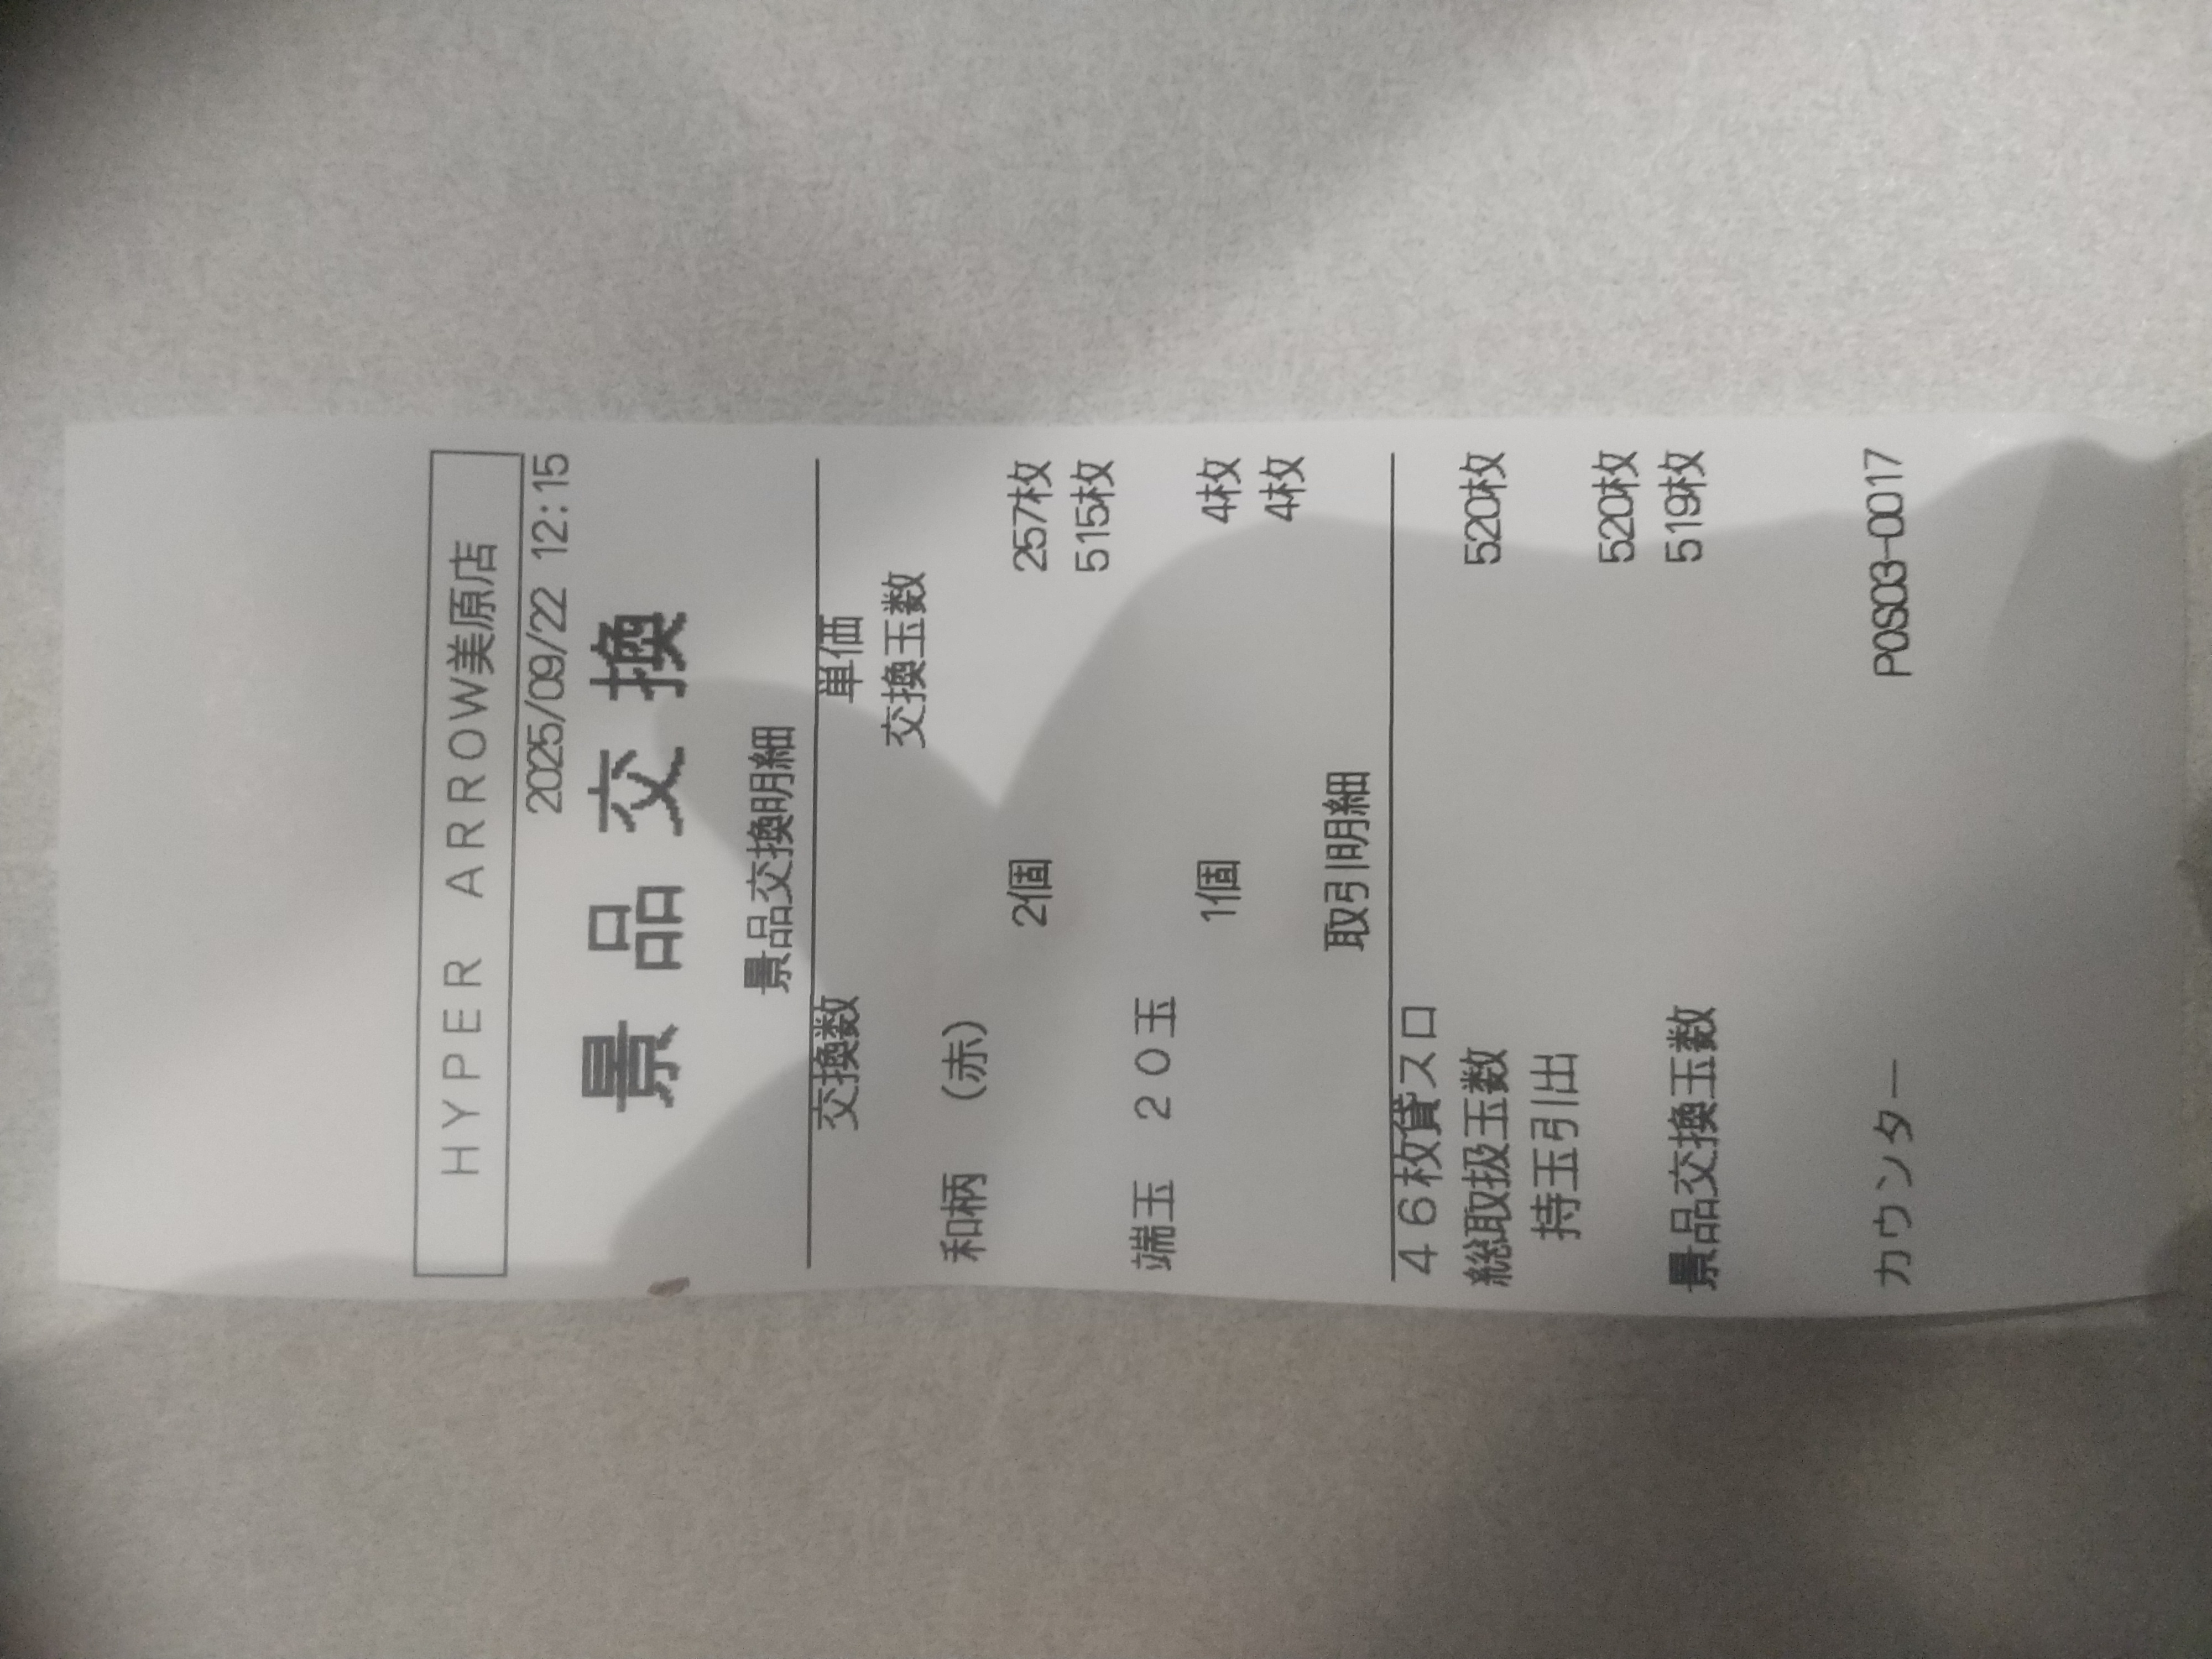 HYPER ARROW美原店
2025/09/22 12:15
景品交換
景品交換明細
交換数 単価
交換玉数
和柄 (赤)
2個 257枚
515枚
端玉 20玉
1個 4枚
4枚
取引明細
46枚貸スロ
総取扱玉数 520枚
持玉引出
520枚
景品交換玉数 519枚
カウンター POS03-0017